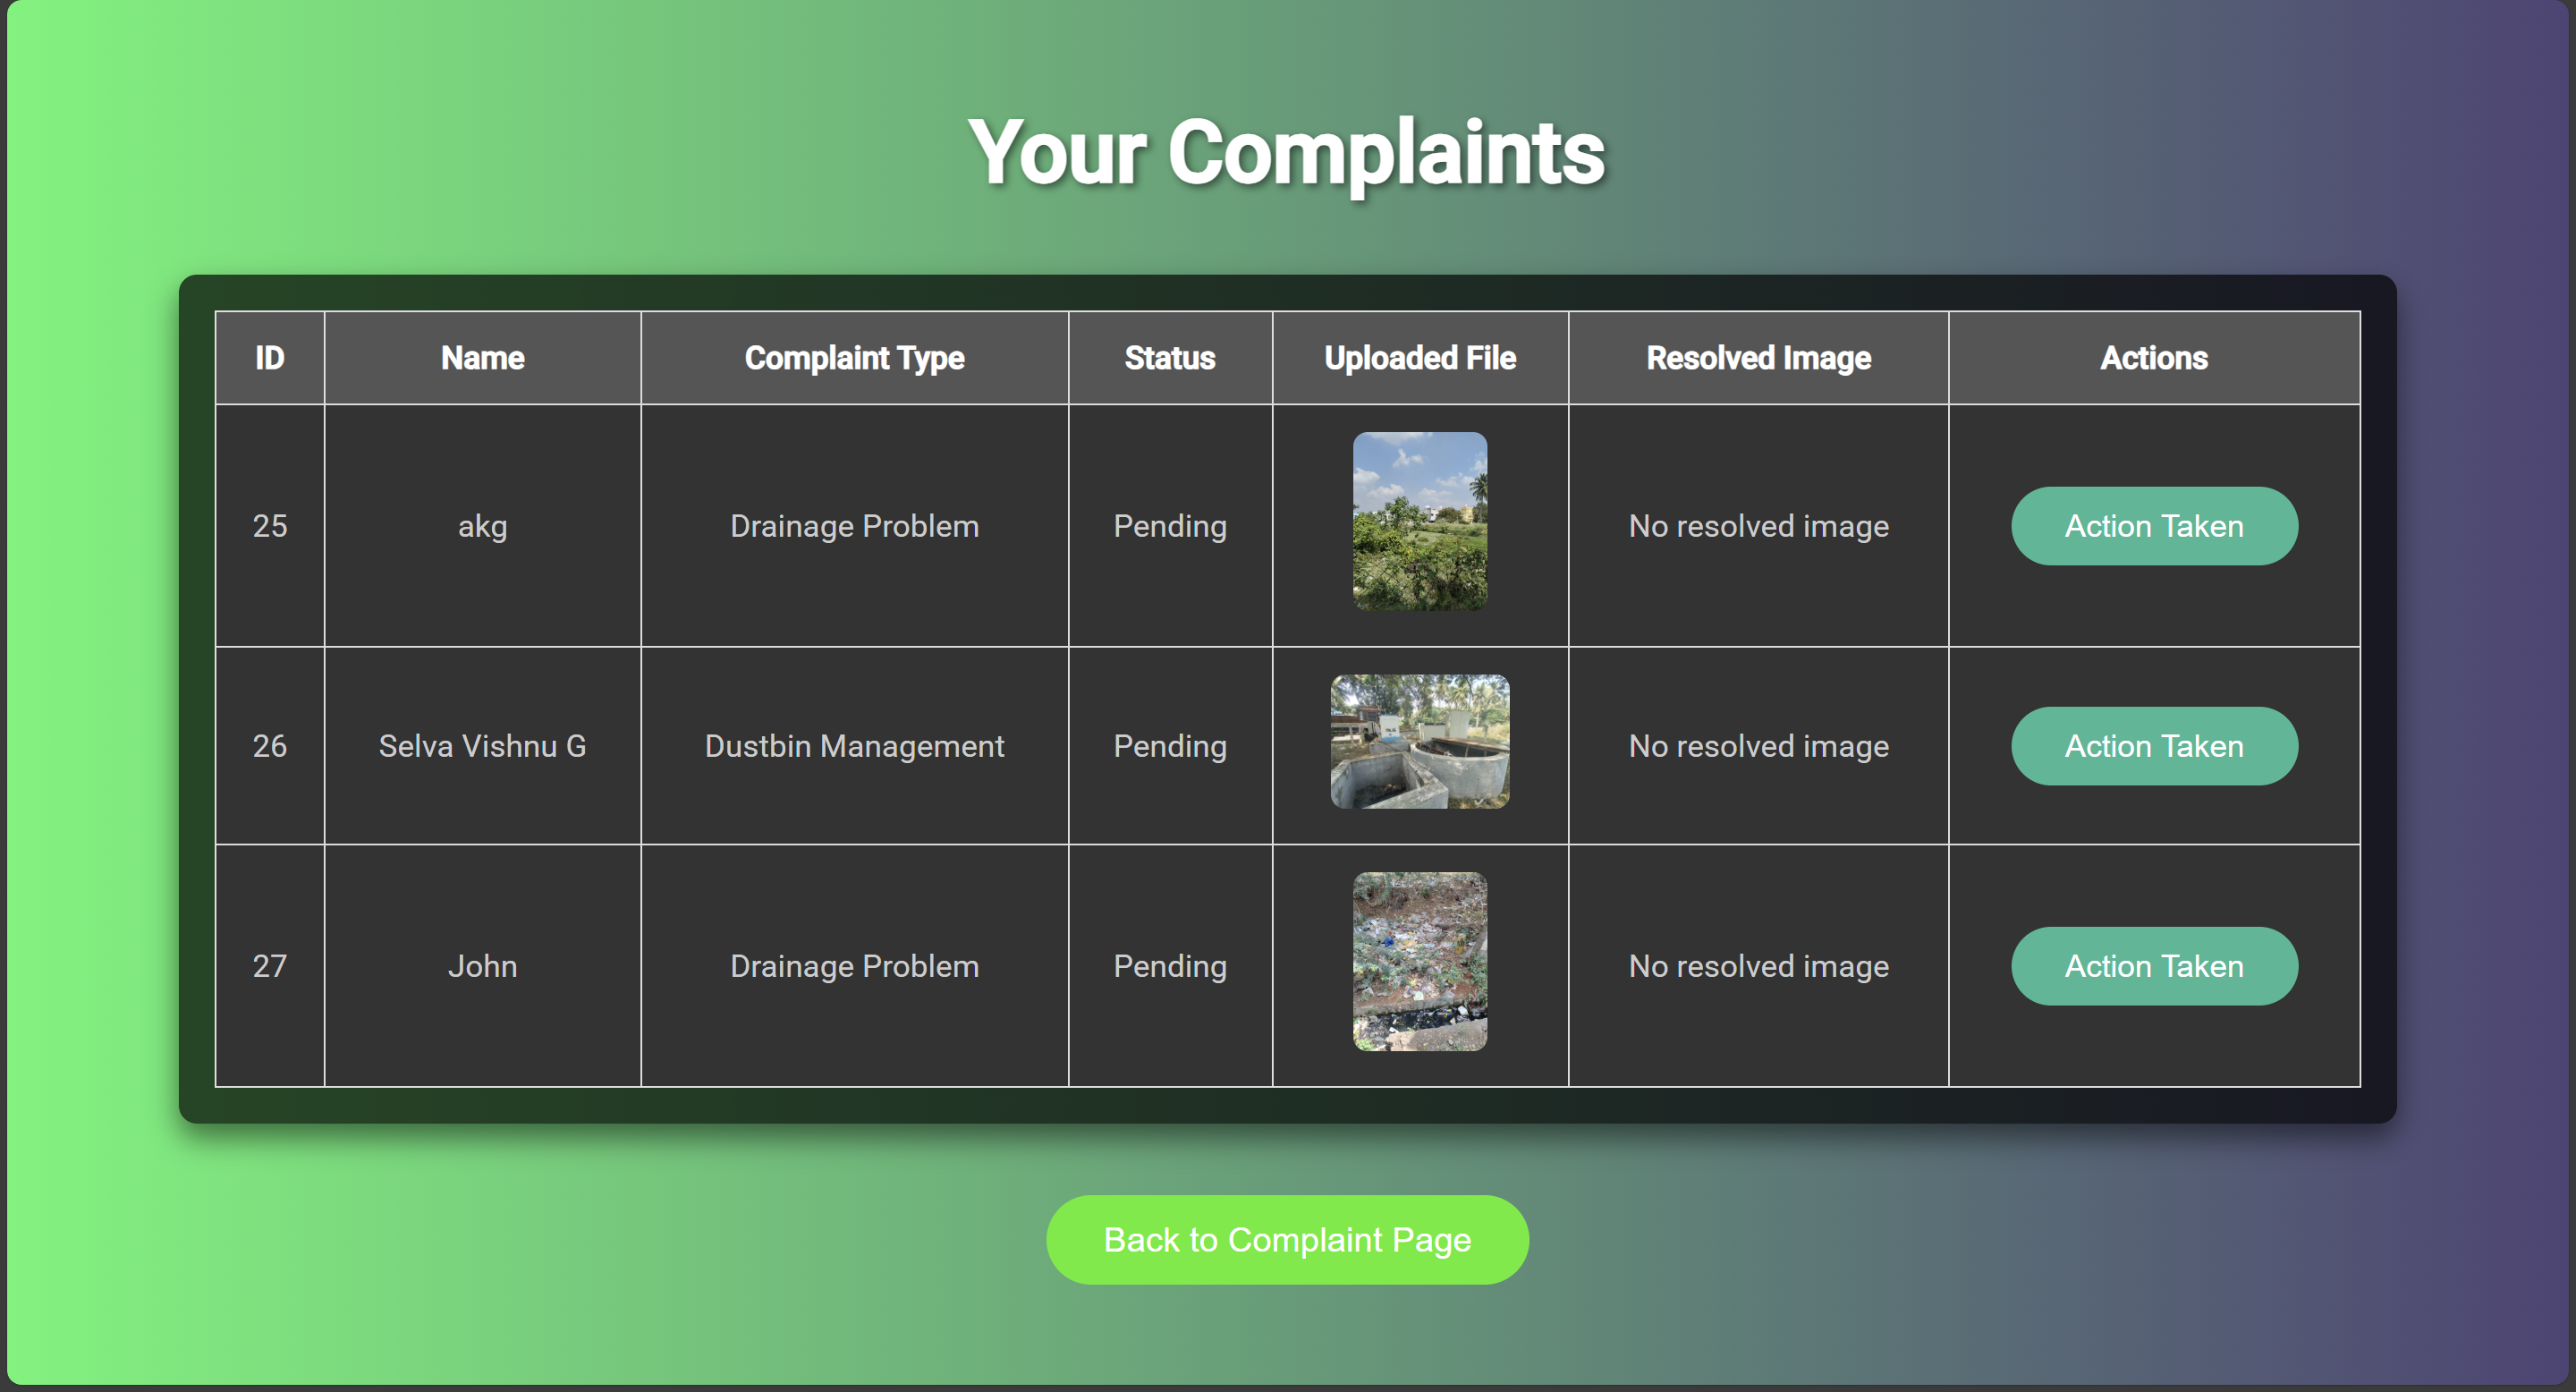 Your Complaints
ID Name Complaint Type Status Uploaded File Resolved Image Actions
25 akg Drainage Problem Pending No resolved image Action Taken
26 Selva Vishnu G Dustbin Management Pending No resolved image Action Taken
27 John Drainage Problem Pending No resolved image Action Taken
Back to Complaint Page